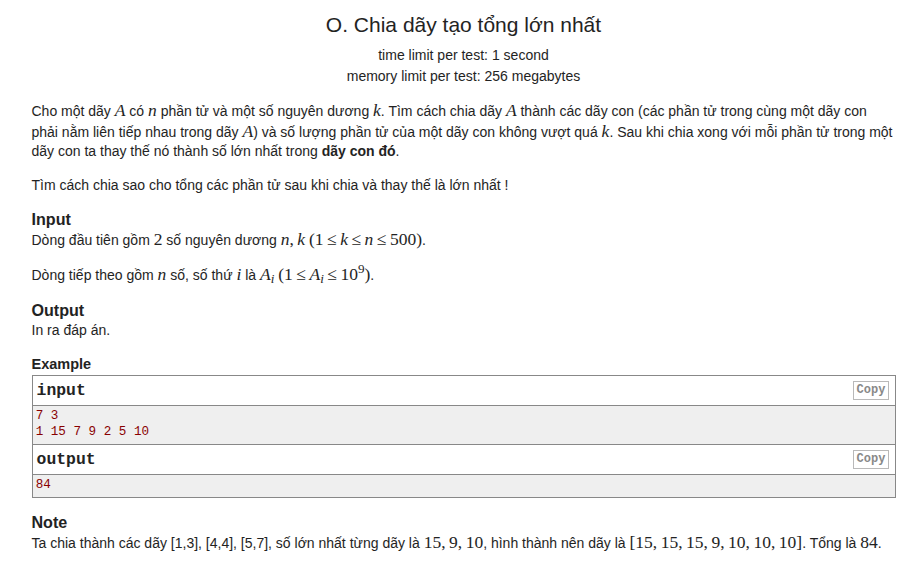 O. Chia dãy tạo tổng lớn nhất
time limit per test: 1 second
memory limit per test: 256 megabytes
Cho một dãy A có n phần tử và một số nguyên dương k. Tìm cách chia dãy A thành các dãy con (các phần tử trong cùng một dãy con
phải nằm liên tiếp nhau trong dãy A) và số lượng phần tử của một dãy con không vượt quá k. Sau khi chia xong với mỗi phần tử trong một
dãy con ta thay thế nó thành số lớn nhất trong dãy con đó.
Tìm cách chia sao cho tổng các phần tử sau khi chia và thay thế là lớn nhất !
Input
Dòng đầu tiên gồm 2 số nguyên dương n, k (1 ≤ k ≤ n ≤ 500).
Dòng tiếp theo gồm n số, số thứ i là A_i (1 ≤ A_i ≤ 10^9).
Output
In ra đáp án.
Example
input
Copy
7 3
1 15 7 9 2 5 10
output
Copy
84
Note
Ta chia thành các dãy [1,3], [4,4], [5,7], số lớn nhất từng dãy là 15, 9, 10, hình thành nên dãy là [15, 15, 15, 9, 10, 10, 10]. Tổng là 84.